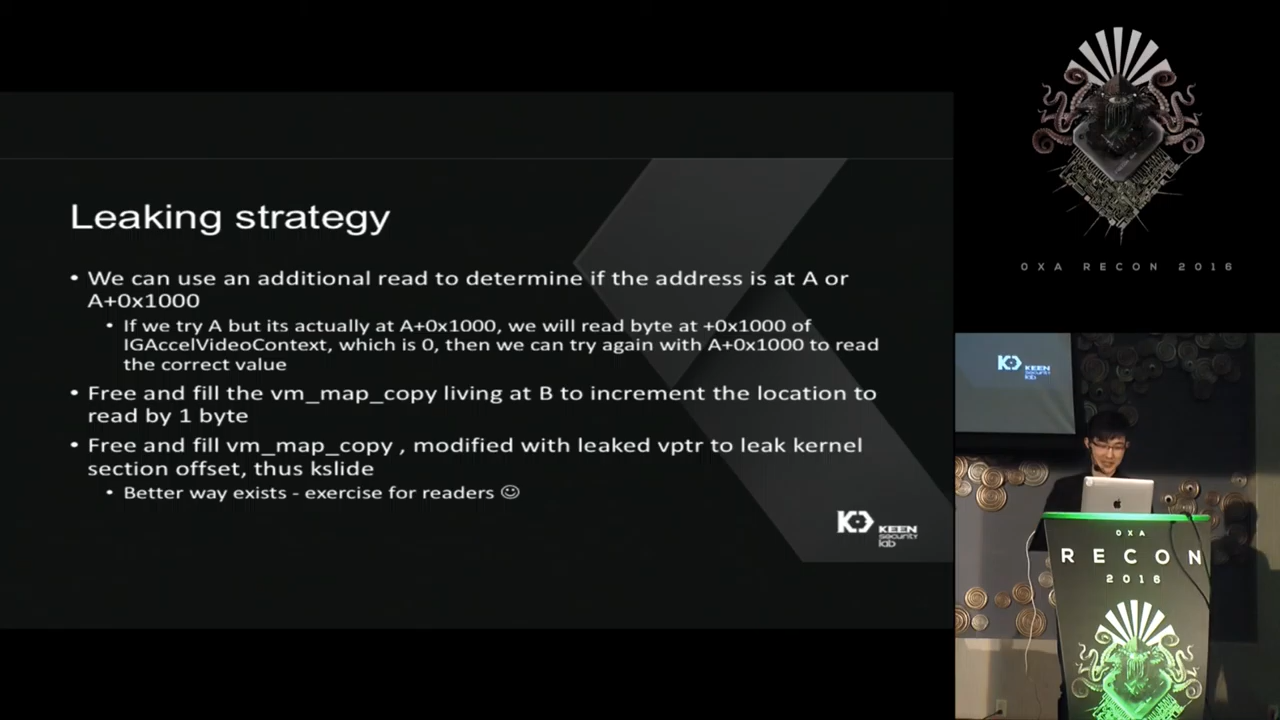 Leaking strategy
• We can use an additional read to determine if the address is at A or
A+0x1000
• If we try A but its actually at A+0x1000, we will read byte at +0x1000 of
IGAccelVideoContext, which is 0, then we can try again with A+0x1000 to read
the correct value
• Free and fill the vm_map_copy living at B to increment the location to
read by 1 byte
• Free and fill vm_map_copy , modified with leaked vptr to leak kernel
section offset, thus kslide
• Better way exists - exercise for readers ☺
KEEN
security
lab
0XA RECON 2016
KEEN
security
lab
0XA
RECON
2016